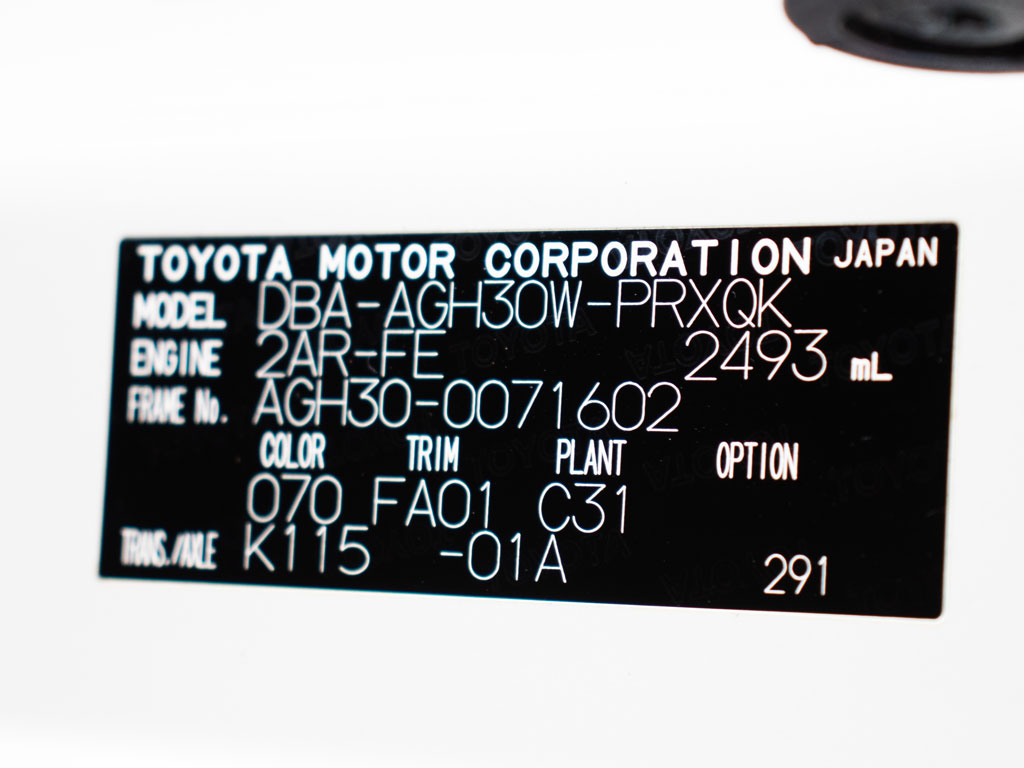 TOYOTA MOTOR CORPORATION JAPAN
MODEL DBA-AGH30W-PRXQK
ENGINE 2AR-FE 2493 mL
FRAME No. AGH30-0071602
COLOR TRIM PLANT OPTION
070 FA01 C31
TRANS./AXLE K115 -01A 291